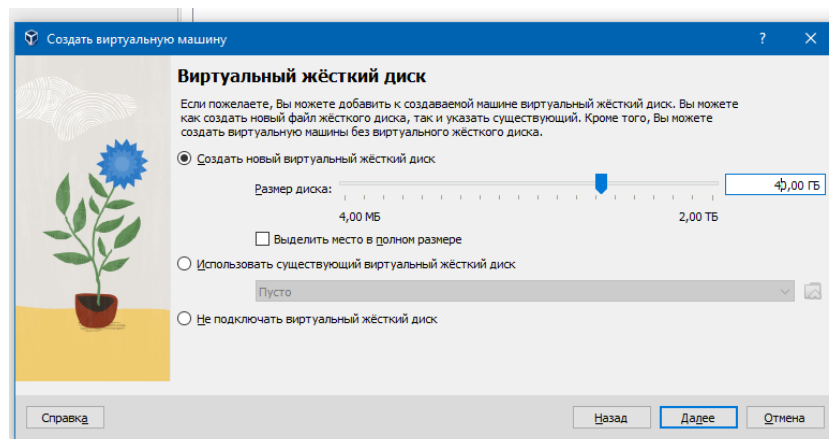 Создать виртуальную машину
Виртуальный жёсткий диск
Если пожелаете, Вы можете добавить к создаваемой машине виртуальный жёсткий диск. Вы можете
как создать новый файл жёсткого диска, так и указать существующий. Кроме того, Вы можете
создать виртуальную машины без виртуального жёсткого диска.
Создать новый виртуальный жёсткий диск
Размер диска:
40,00 ГБ
4,00 МБ
2,00 ТБ
Выделить место в полном размере
Использовать существующий виртуальный жёсткий диск
Пусто
Не подключать виртуальный жёсткий диск
Справка
Назад
Далее
Отмена